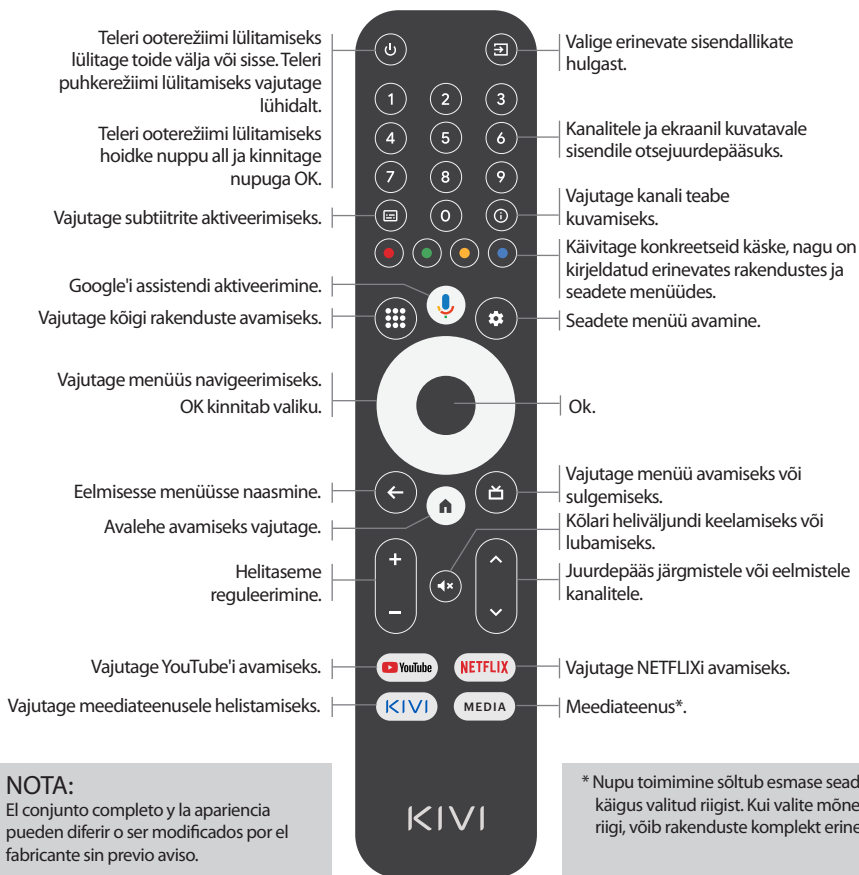 Teleri ooterežiimi lülitamiseks
lülitage toide välja või sisse. Teleri
puhkerežiimi lülitamiseks vajutage
lühidalt.
Teleri ooterežiimi lülitamiseks
hoidke nuppu all ja kinnitage
nupuga OK.
Vajutage subtiitrite aktiveerimiseks.
Google'i assistendi aktiveerimine.
Vajutage kõigi rakenduste avamiseks.
Vajutage menüüs navigeerimiseks.
OK kinnitab valiku.
Eelmisesse menüüsse naasmine.
Avalehe avamiseks vajutage.
Helitaseme
reguleerimine.
Vajutage YouTube'i avamiseks.
Vajutage meediateenusele helistamiseks.
1 2 3
4 5 6
7 8 9
0
YouTube NETFLIX
KIVI MEDIA
KIVI
Valige erinevate sisendallikate
hulgast.
Kanalitele ja ekraanil kuvatavale
sisendile otsejuurdepääsuks.
Vajutage kanali teabe
kuvamiseks.
Käivitage konkreetseid käske, nagu on
kirjeldatud erinevates rakendustes ja
seadete menüüdes.
Seadete menüü avamine.
Ok.
Vajutage menüü avamiseks või
sulgemiseks.
Kõlari heliväljundi keelamiseks või
lubamiseks.
Juurdepääs järgmistele või eelmistele
kanalitele.
Vajutage NETFLIXi avamiseks.
Meediateenus*.
NOTA:
El conjunto completo y la apariencia
pueden diferir o ser modificados por el
fabricante sin previo aviso.
* Nupu toimimine sõltub esmase
käigus valitud riigist. Kui valite
riigi, võib rakenduste komplekt